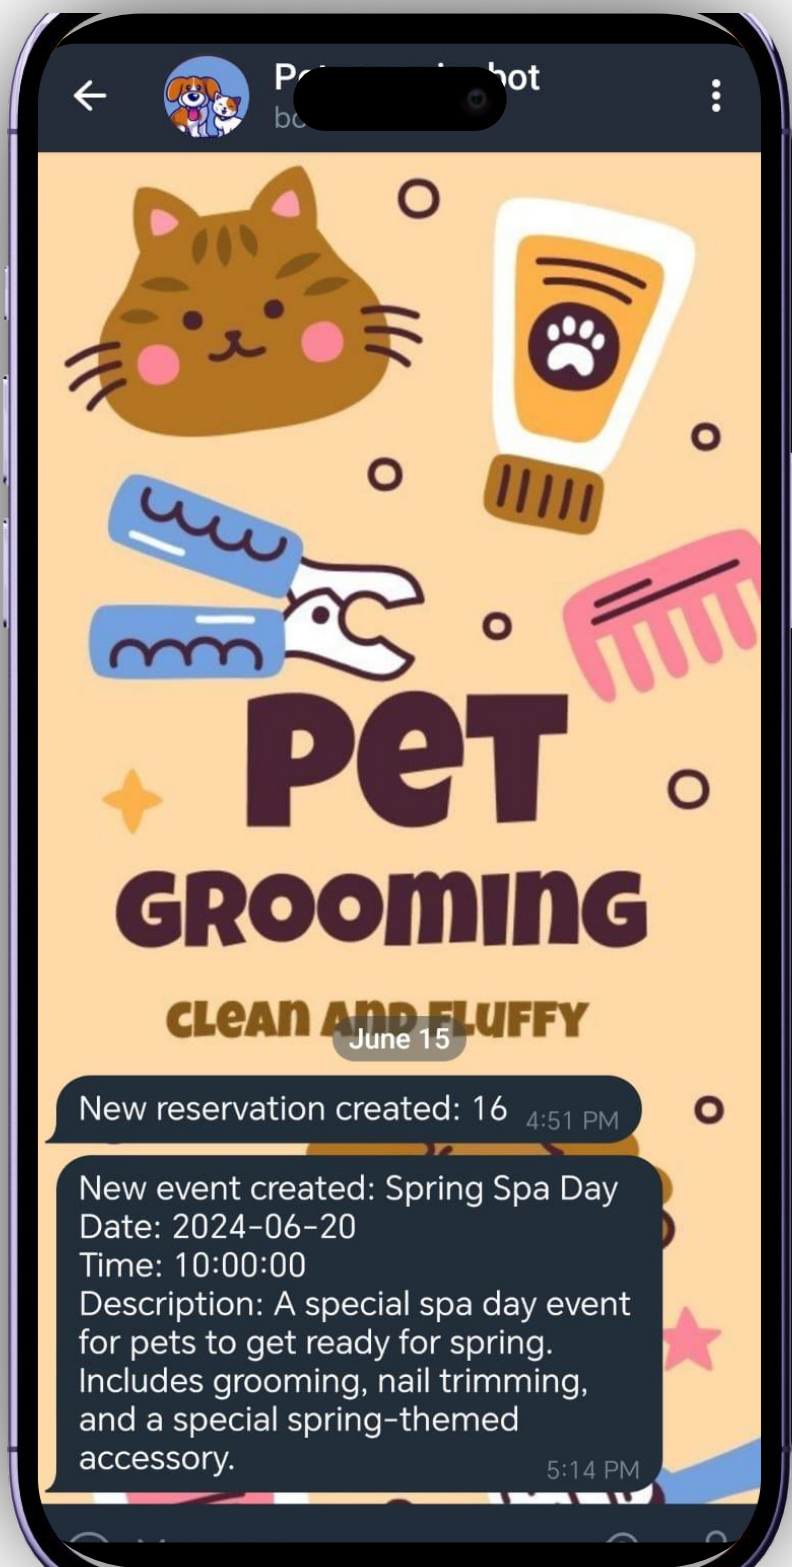 bot
PeT
GROOmInG
CLeAn AnD FLUFFY
June 15
New reservation created: 16 4:51 PM
New event created: Spring Spa Day
Date: 2024-06-20
Time: 10:00:00
Description: A special spa day event
for pets to get ready for spring.
Includes grooming, nail trimming,
and a special spring-themed
accessory.
5:14 PM